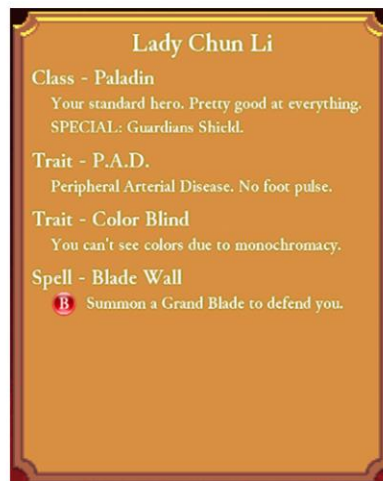 Lady Chun Li
Class - Paladin
Your standard hero. Pretty good at everything.
SPECIAL: Guardians Shield.
Trait - P.A.D.
Peripheral Arterial Disease. No foot pulse.
Trait - Color Blind
You can't see colors due to monochromacy.
Spell - Blade Wall
B Summon a Grand Blade to defend you.